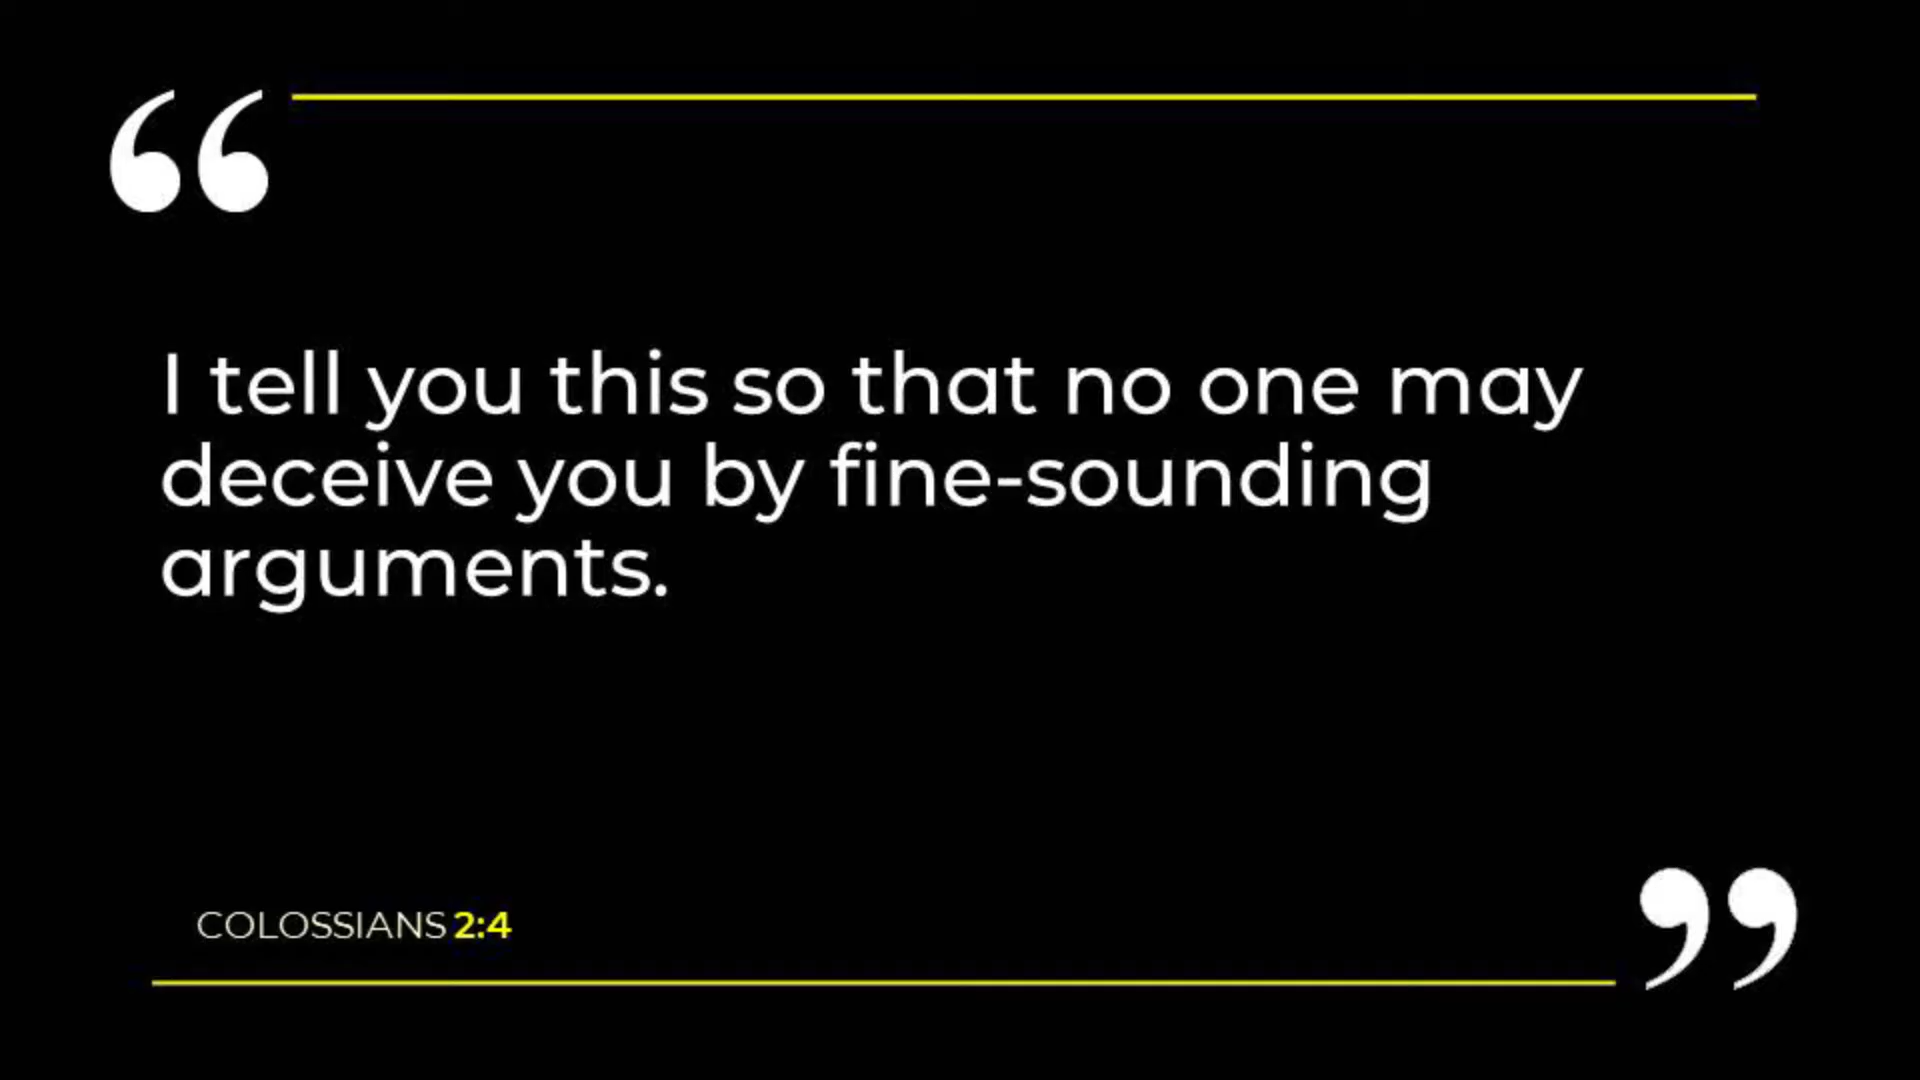 “
I tell you this so that no one may
deceive you by fine-sounding
arguments.
COLOSSIANS 2:4
”